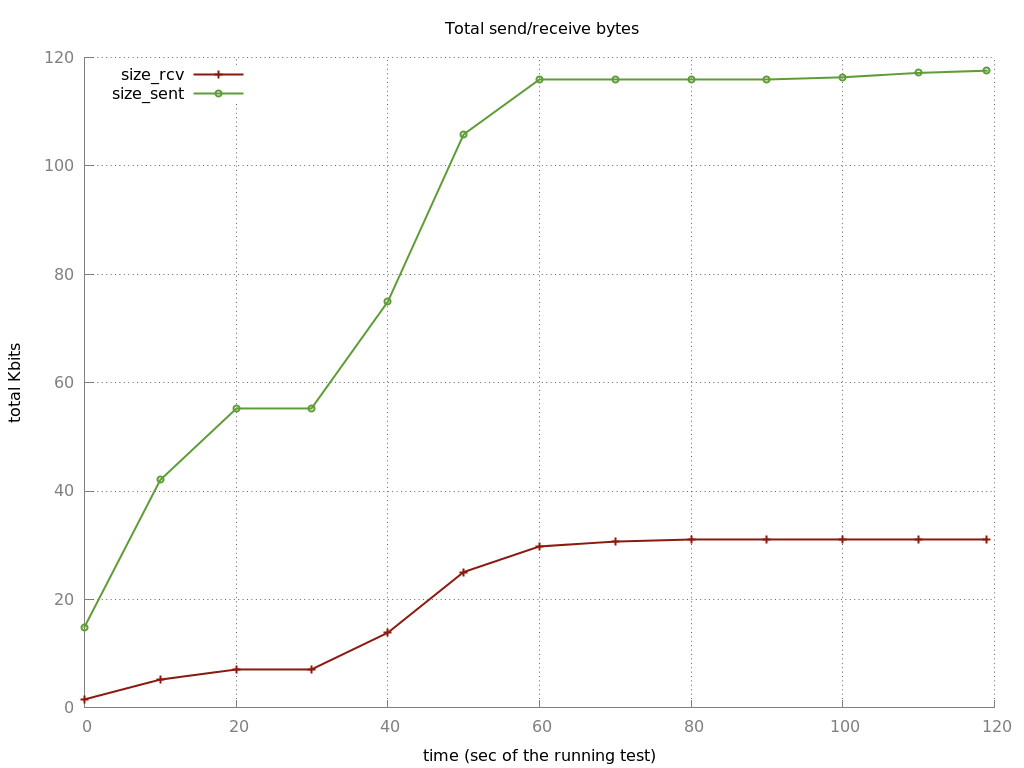 Total send/receive bytes
size_rcv
size_sent
120
100
80
60
40
20
0
total Kbits
0 20 40 60 80 100 120
time (sec of the running test)